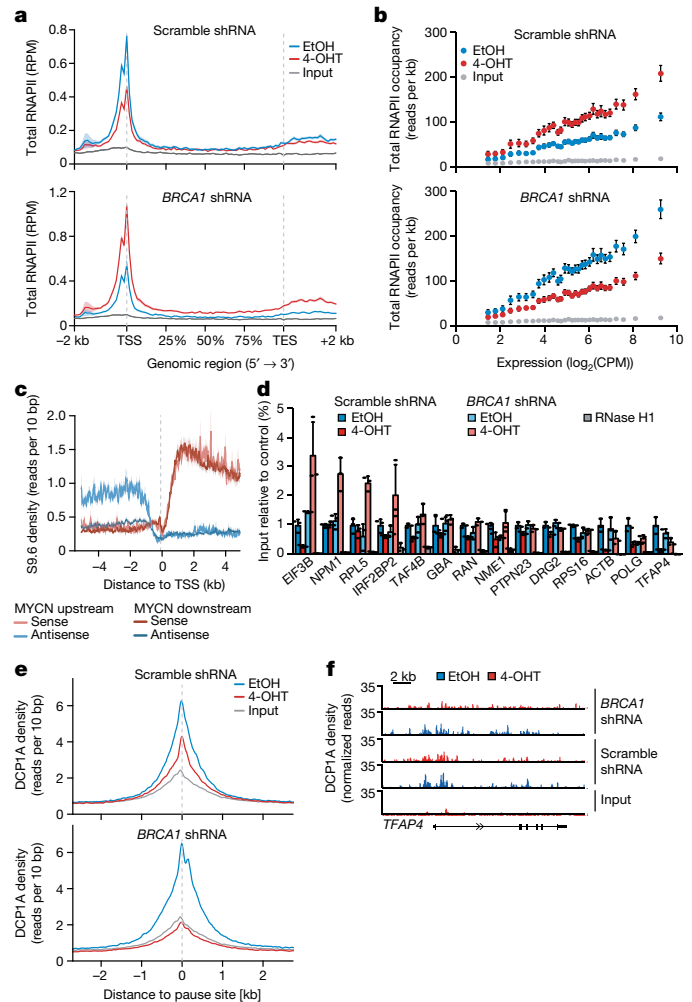 a
Scramble shRNA
EtOH
4-OHT
Input
Total RNAPII (RPM)
0.8
0.4
0
BRCA1 shRNA
Total RNAPII (RPM)
1.2
0.8
0.4
0
−2 kb TSS 25% 50% 75% TES +2 kb
Genomic region (5′ → 3′)
b
Scramble shRNA
EtOH
4-OHT
Input
Total RNAPII occupancy
(reads per kb)
300
200
100
0
BRCA1 shRNA
Total RNAPII occupancy
(reads per kb)
300
200
100
0
0 2 4 6 8 10
Expression (log2(CPM))
c
S9.6 density (reads per 10 bp)
2.0
1.5
1.0
0.5
0
−4 −2 0 2 4
Distance to TSS (kb)
MYCN upstream
Sense
Antisense
MYCN downstream
Sense
Antisense
d
Scramble shRNA
EtOH
4-OHT
BRCA1 shRNA
EtOH
4-OHT
RNase H1
Input relative to control (%)
5
4
3
2
1
0
EIF3B
NPM1
RPL5
IRF2BP2
TAF4B
GBA
RAN
NME1
PTPN23
DRG2
RPS16
ACTB
POLG
TFAP4
e
Scramble shRNA
EtOH
4-OHT
Input
DCP1A density
(reads per 10 bp)
6
4
2
0
BRCA1 shRNA
DCP1A density
(reads per 10 bp)
6
4
2
0
−2 −1 0 1 2
Distance to pause site [kb]
f
2 kb
EtOH
4-OHT
DCP1A density
(normalized reads)
35
35
35
35
35
BRCA1
shRNA
Scramble
shRNA
Input
TFAP4